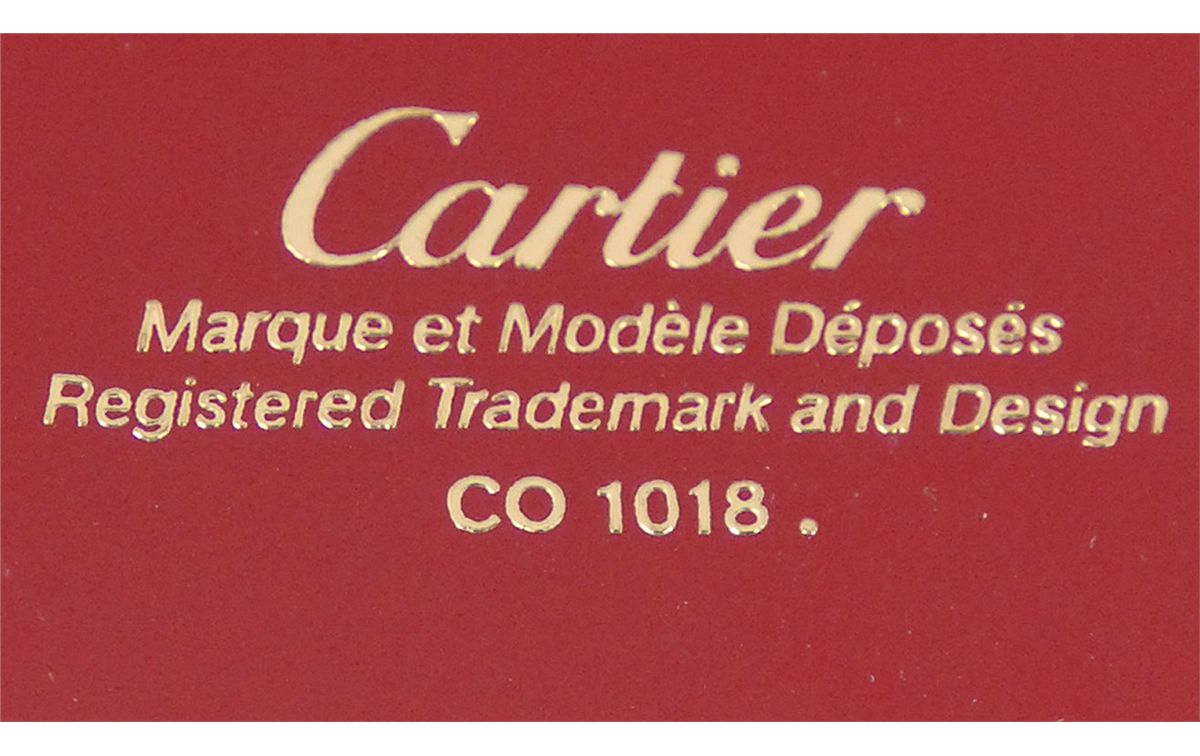 Cartier
Marque et Modèle Déposés
Registered Trademark and Design
CO 1018 .